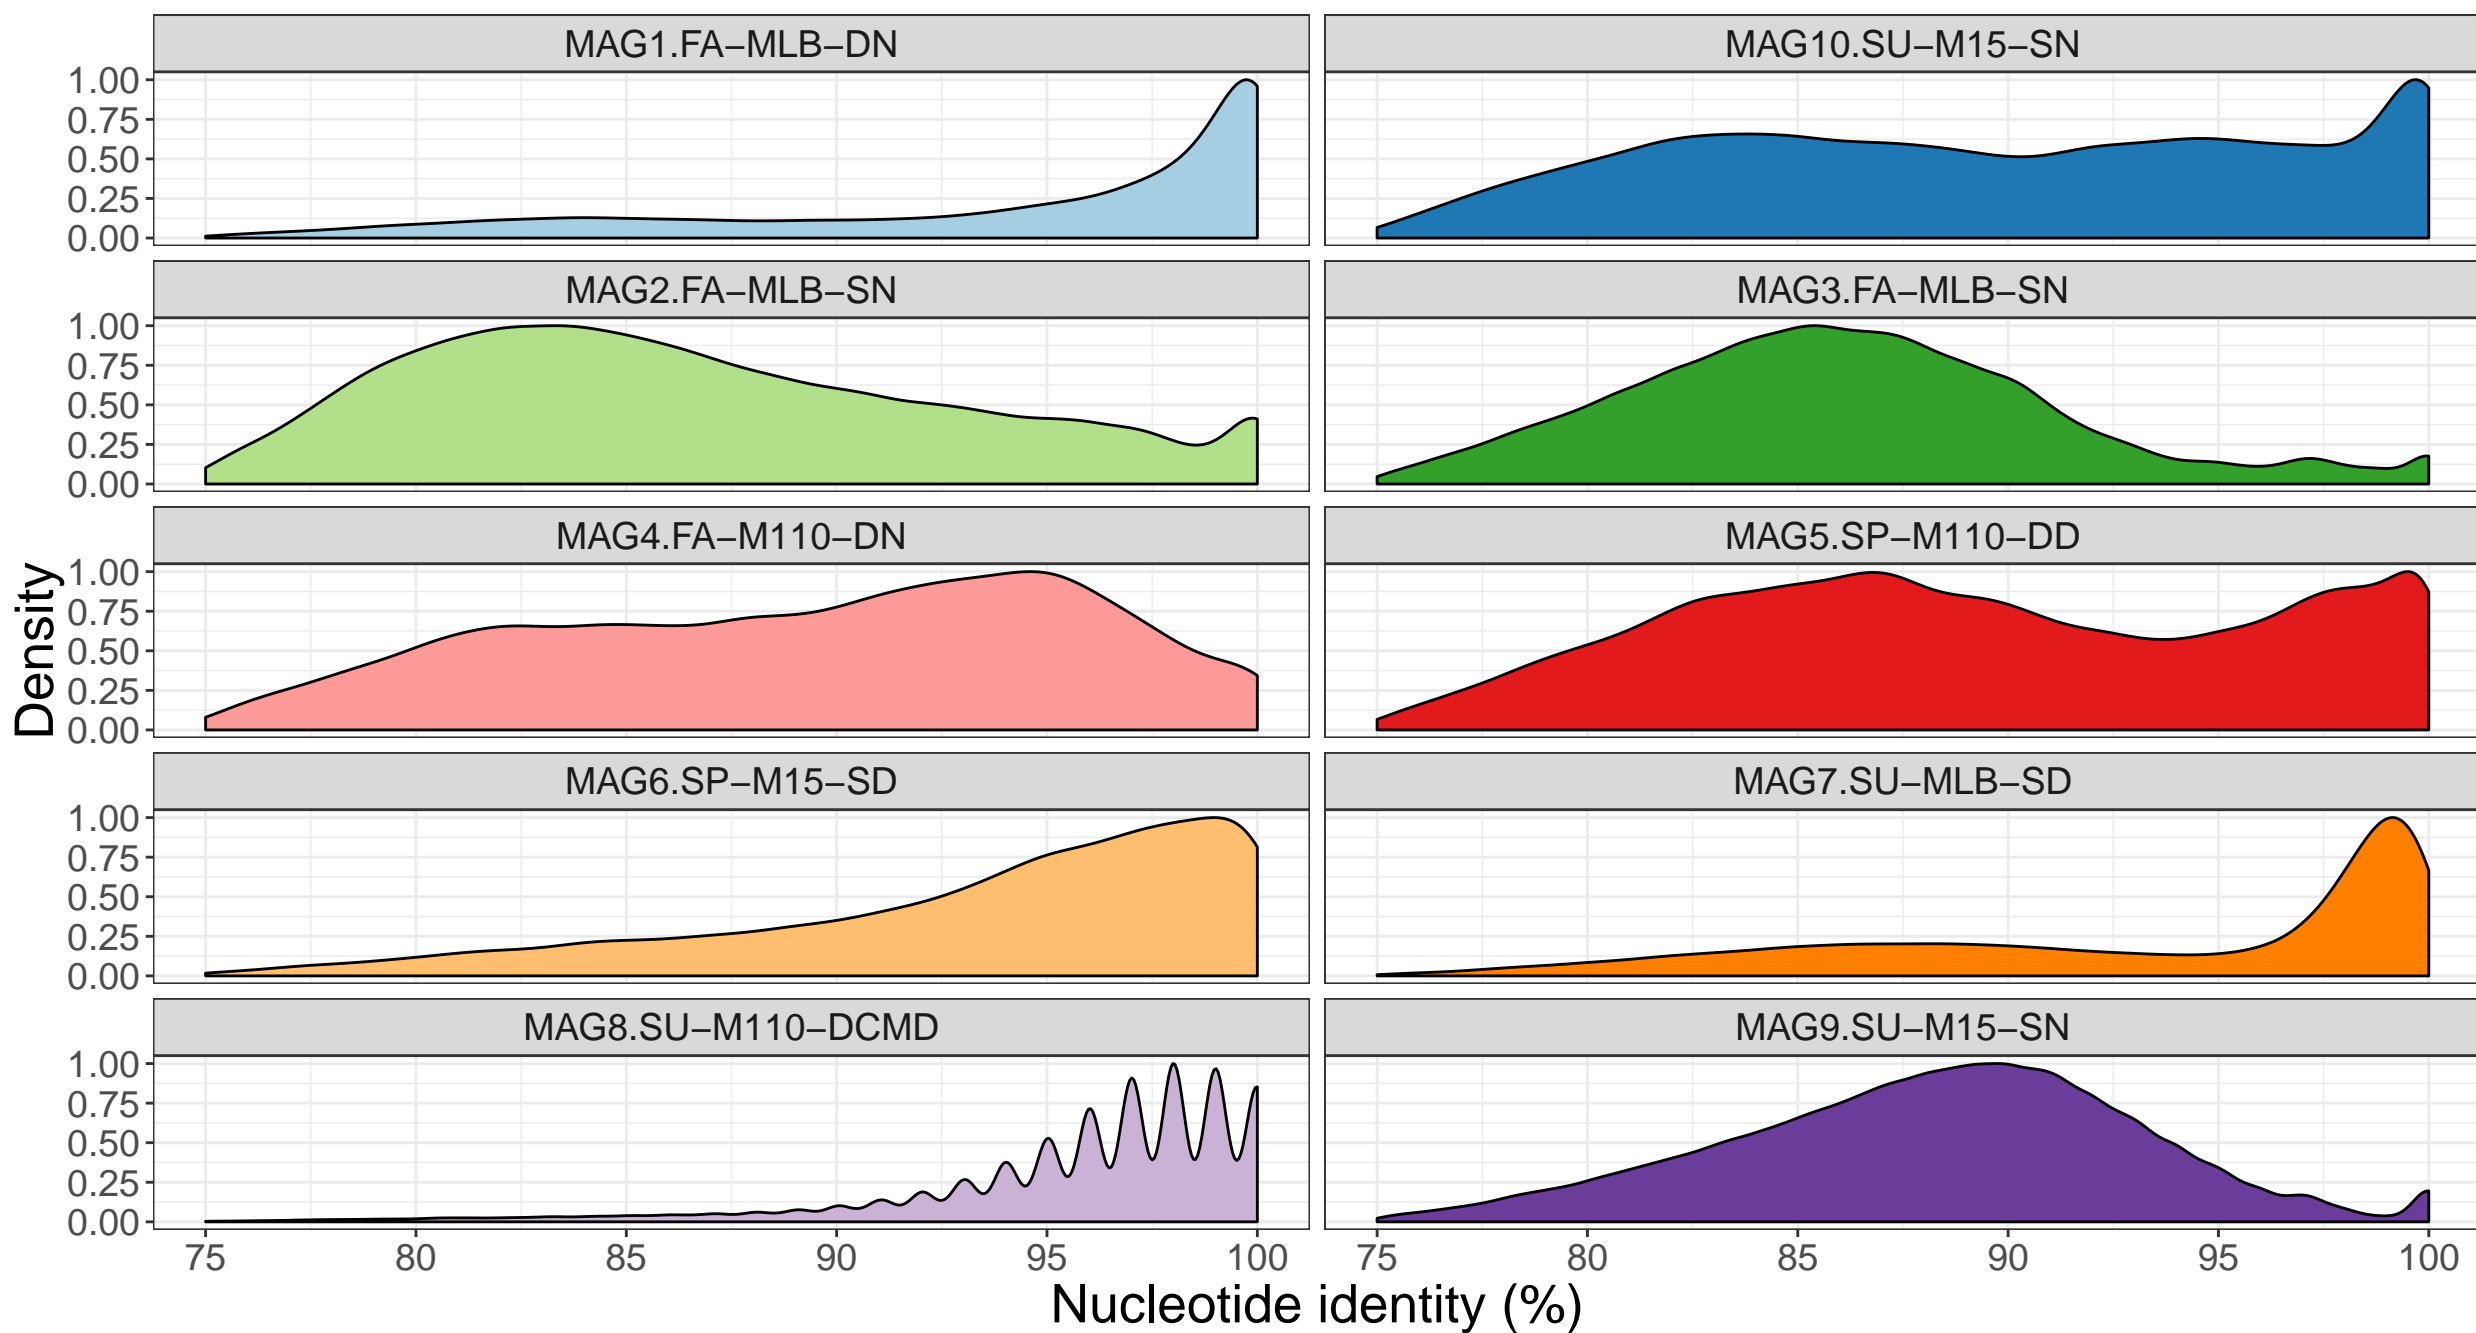 MAG1.FA−MLB−DN
MAG10.SU−M15−SN
1.00
0.75
0.50
0.25
0.00
MAG2.FA−MLB−SN
MAG3.FA−MLB−SN
1.00
0.75
0.50
0.25
0.00
MAG4.FA−M110−DN
MAG5.SP−M110−DD
1.00
0.75
0.50
0.25
0.00
Density
MAG6.SP−M15−SD
MAG7.SU−MLB−SD
1.00
0.75
0.50
0.25
0.00
MAG8.SU−M110−DCMD
MAG9.SU−M15−SN
1.00
0.75
0.50
0.25
0.00
75 80 85 90 95 100 75 80 85 90 95 100
Nucleotide identity (%)